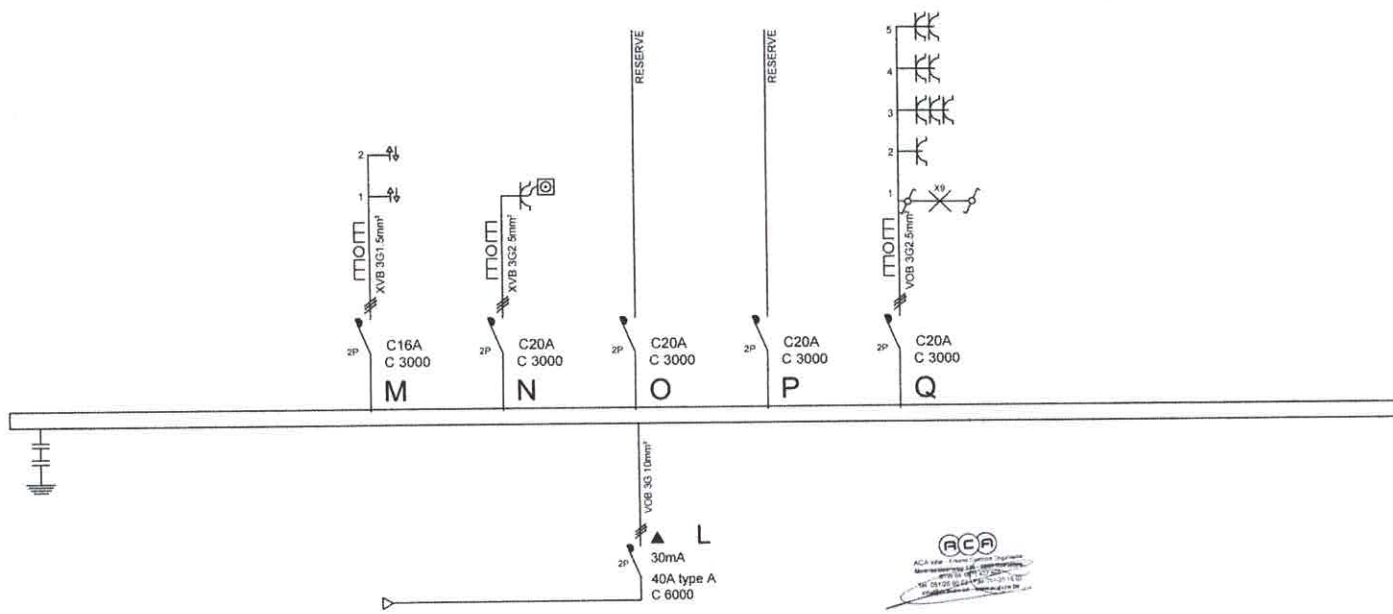 5
4
3
2
1
X9
VOB 3G2.5mm²
2P
C20A
C 3000
Q
RESERVE
2P
C20A
C 3000
P
RESERVE
2P
C20A
C 3000
O
1
2
XVB 3G1.5mm²
2P
C16A
C 3000
M
XVB 3G2.5mm²
2P
C20A
C 3000
N
VOB 3G 10mm²
L
2P
30mA
40A type A
C 6000
ACA